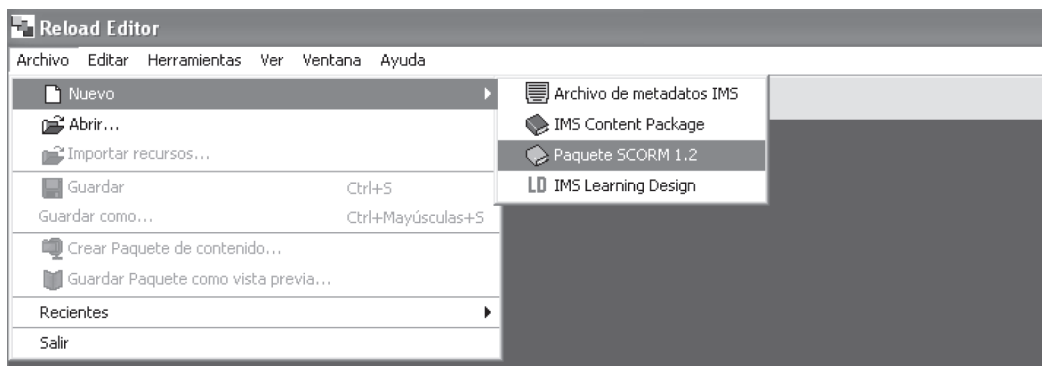 Reload Editor
Archivo Editar Herramientas Ver Ventana Ayuda
Nuevo
Abrir...
Importar recursos...
Guardar Ctrl+S
Guardar como... Ctrl+Mayúsculas+S
Crear Paquete de contenido...
Guardar Paquete como vista previa...
Recientes
Salir
Archivo de metadatos IMS
IMS Content Package
Paquete SCORM 1.2
LD IMS Learning Design